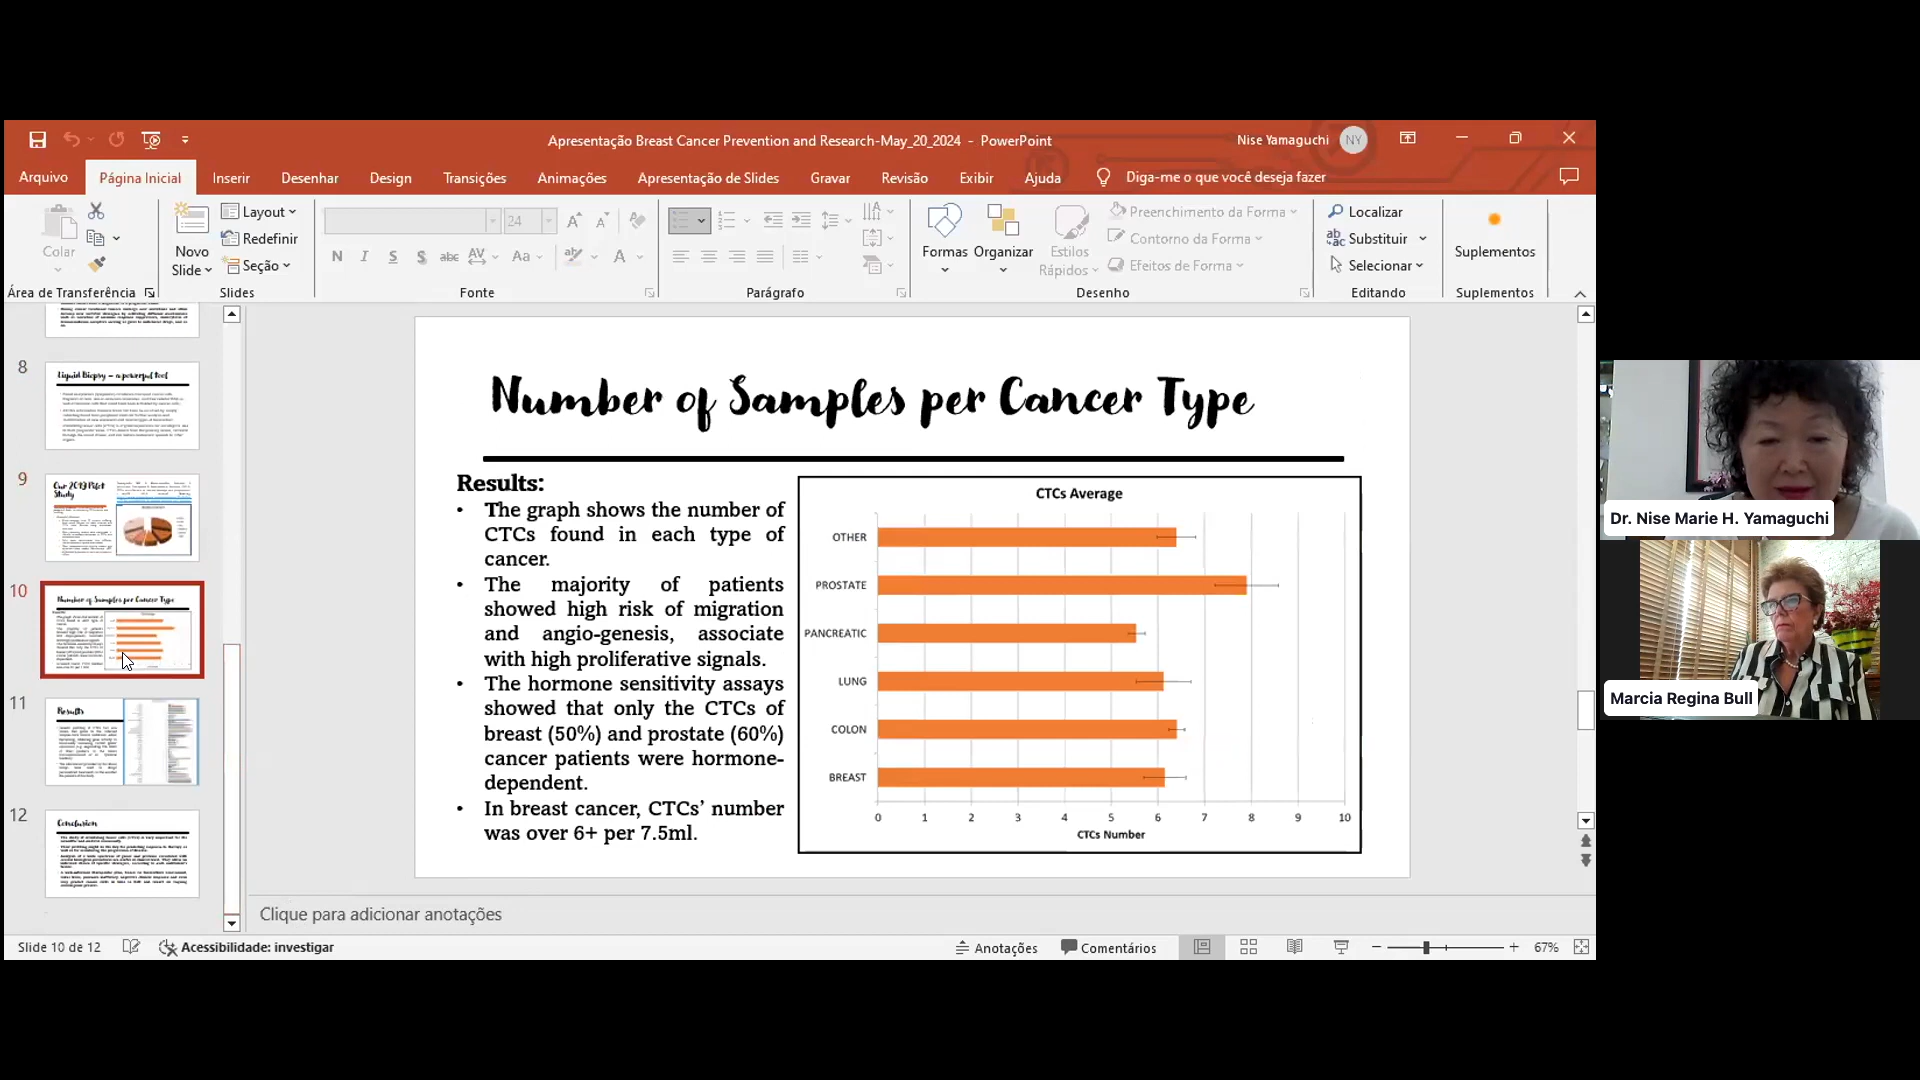 Apresentação Breast Cancer Prevention and Research-May_20_2024 - PowerPoint
Nise Yamaguchi
NY
Arquivo
Página Inicial
Inserir
Desenhar
Design
Transições
Animações
Apresentação de Slides
Gravar
Revisão
Exibir
Ajuda
Diga-me o que você deseja fazer
Colar
Novo
Slide
Layout
Redefinir
Seção
24
Formas
Organizar
Estilos
Rápidos
Preenchimento da Forma
Contorno da Forma
Efeitos de Forma
Localizar
Substituir
Selecionar
Suplementos
Área de Transferência
Slides
Fonte
Parágrafo
Desenho
Editando
Suplementos
8
Liquid Biopsy – a powerful tool
9
Our 2019 Pilot
Study
10
Number of Samples per Cancer Type
11
Results
12
Conclusion
Number of Samples per Cancer Type
Results:
• The graph shows the number of
CTCs found in each type of
cancer.
• The majority of patients
showed high risk of migration
and angio-genesis, associate
with high proliferative signals.
• The hormone sensitivity assays
showed that only the CTCs of
breast (50%) and prostate (60%)
cancer patients were hormone-
dependent.
• In breast cancer, CTCs’ number
was over 6+ per 7.5ml.
CTCs Average
OTHER
PROSTATE
PANCREATIC
LUNG
COLON
BREAST
0 1 2 3 4 5 6 7 8 9 10
CTCs Number
Clique para adicionar anotações
Slide 10 de 12
Acessibilidade: investigar
Anotações
Comentários
67%
Dr. Nise Marie H. Yamaguchi
Marcia Regina Bull